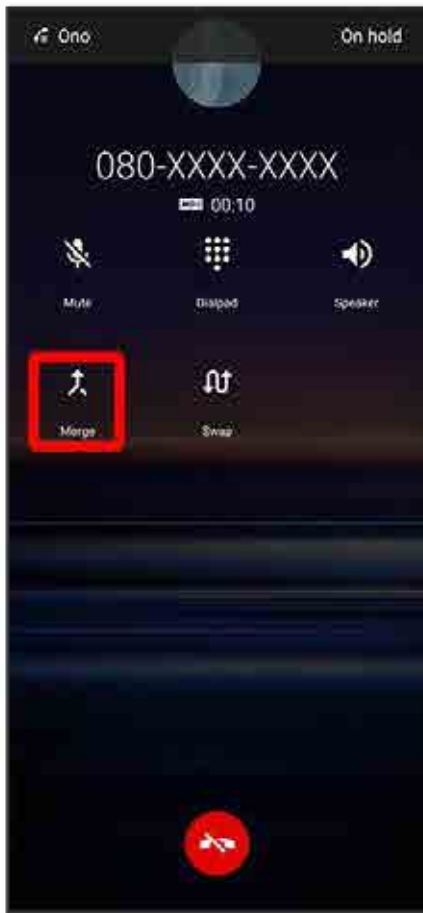 Ono On hold
080-XXXX-XXXX
00:10
Mute Dialpad Speaker
Merge Swap